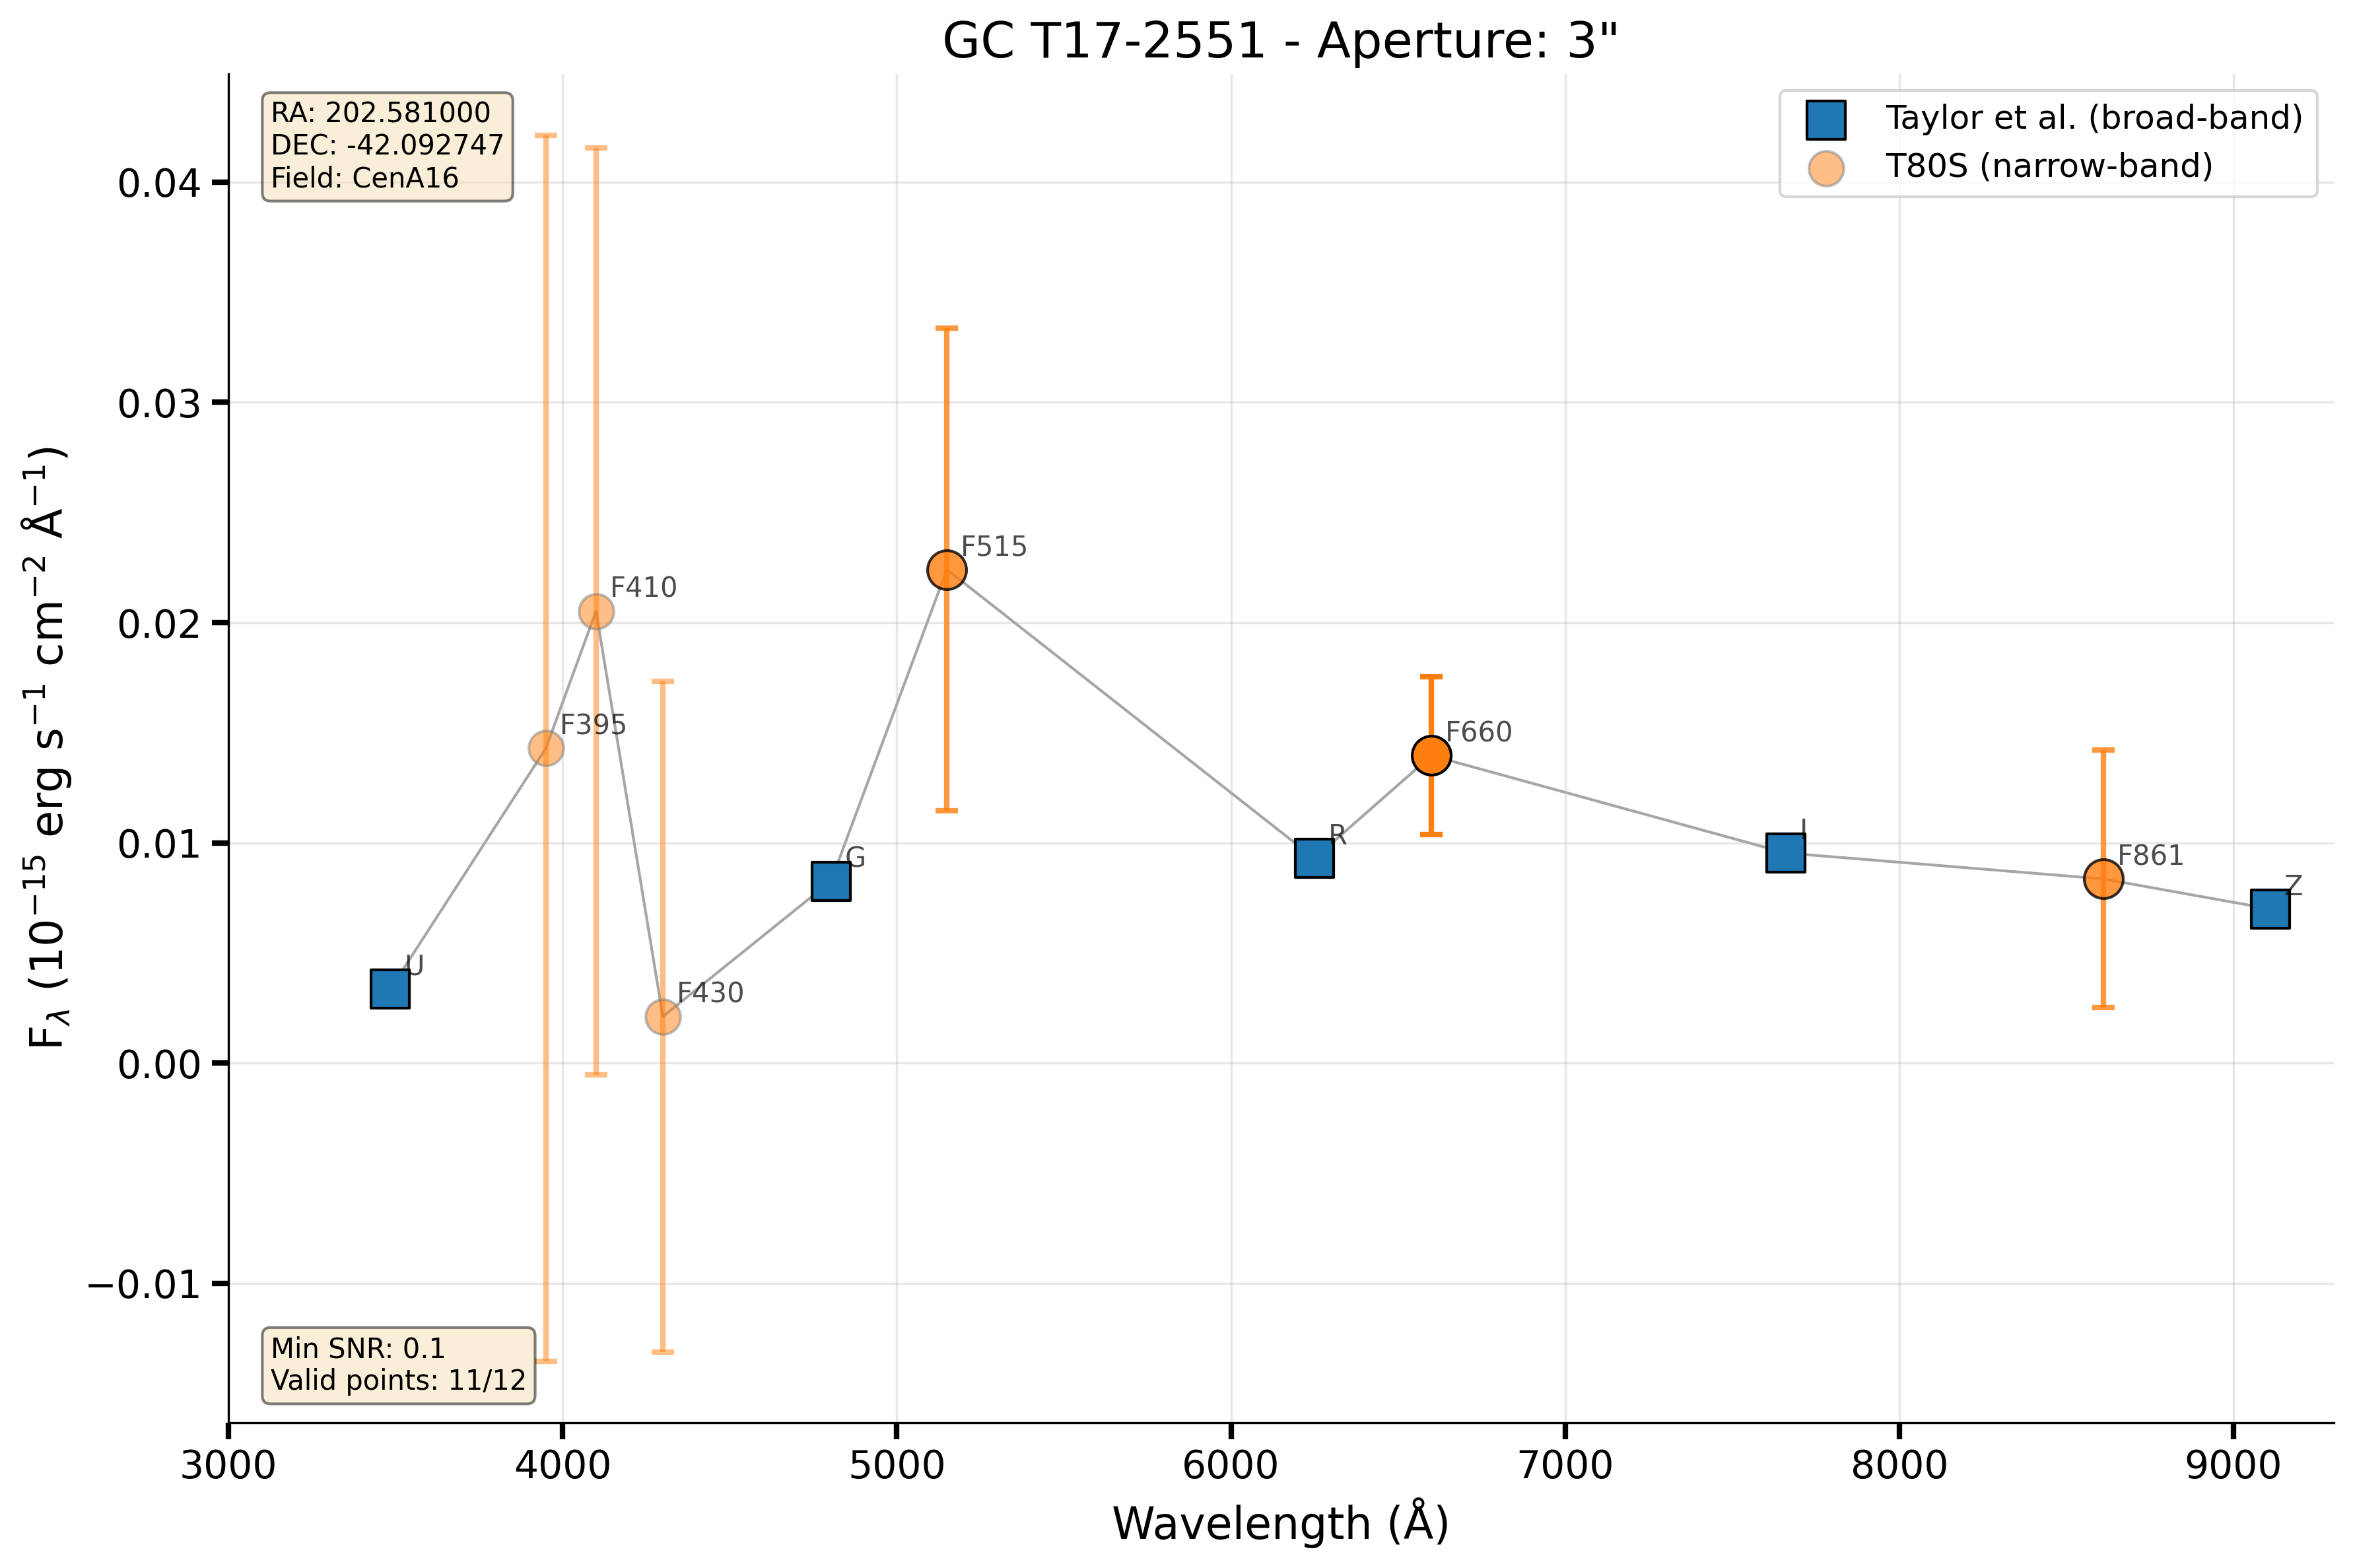 GC T17-2551 - Aperture: 3"
RA: 202.581000
DEC: -42.092747
Field: CenA16
Taylor et al. (broad-band)
T80S (narrow-band)
F_λ (10⁻¹⁵ erg s⁻¹ cm⁻² Å⁻¹)
0.04
0.03
0.02
0.01
0.00
−0.01
U
F395
F410
F430
G
F515
R
F660
I
F861
Z
Min SNR: 0.1
Valid points: 11/12
3000 4000 5000 6000 7000 8000 9000
Wavelength (Å)